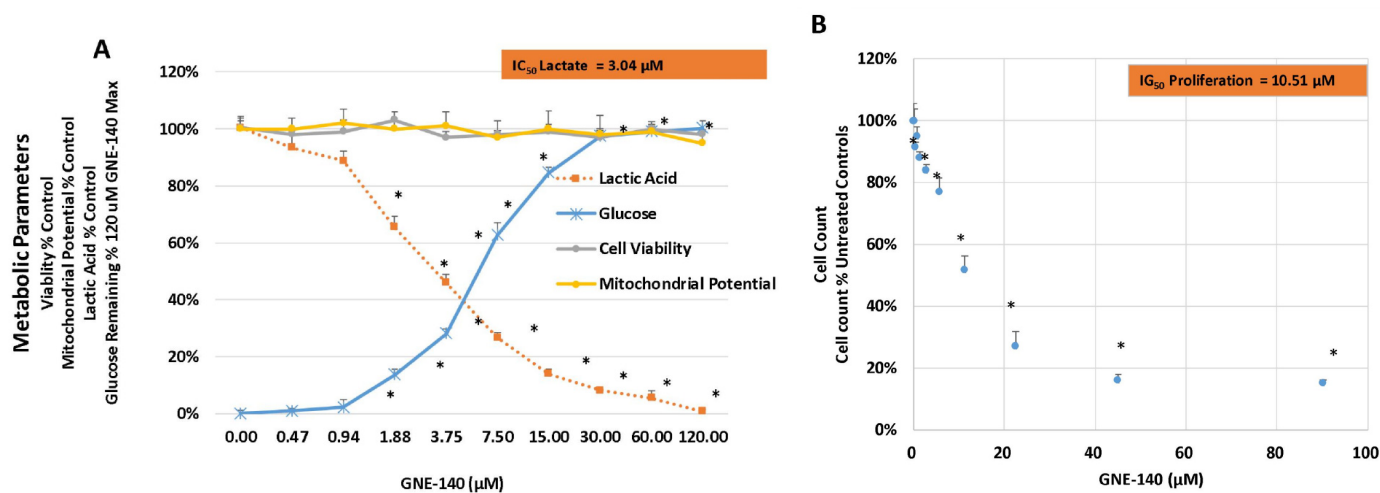 A
IC50 Lactate = 3.04 µM
Metabolic Parameters
Viablity % Control
Mitochondrial Potential % Control
Lactic Acid % Control
Glucose Remaining % 120 uM GNE-140 Max
120%
100%
80%
60%
40%
20%
0%
Lactic Acid
Glucose
Cell Viability
Mitochondrial Potential
0.00 0.47 0.94 1.88 3.75 7.50 15.00 30.00 60.00 120.00
GNE-140 (µM)
B
IG50 Proliferation = 10.51 µM
Cell Count
Cell count % Untreated Controls
120%
100%
80%
60%
40%
20%
0%
0 20 40 60 80 100
GNE-140 (µM)